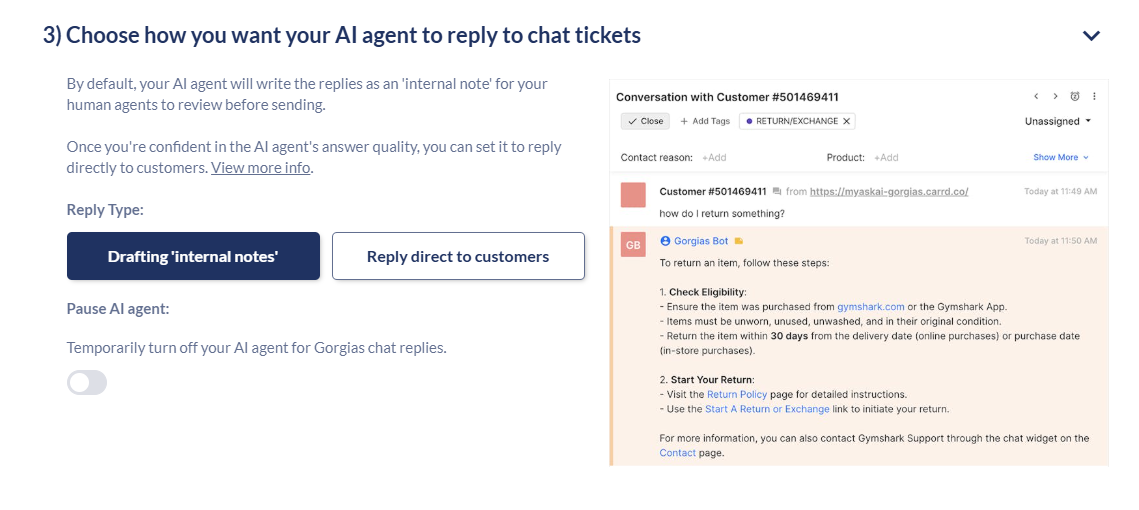 3) Choose how you want your AI agent to reply to chat tickets
By default, your AI agent will write the replies as an 'internal note' for your
human agents to review before sending.
Once you're confident in the AI agent's answer quality, you can set it to reply
directly to customers. View more info.
Reply Type:
Drafting 'internal notes'
Reply direct to customers
Pause AI agent:
Temporarily turn off your AI agent for Gorgias chat replies.
Conversation with Customer #501469411
Close
+ Add Tags
RETURN/EXCHANGE
Unassigned
Contact reason: +Add
Product: +Add
Show More
Customer #501469411 from https://myaskai-gorgias.carrd.co/
Today at 11:49 AM
how do I return something?
GB
Gorgias Bot
Today at 11:50 AM
To return an item, follow these steps:
1. Check Eligibility:
- Ensure the item was purchased from gymshark.com or the Gymshark App.
- Items must be unworn, unused, unwashed, and in their original condition.
- Return the item within 30 days from the delivery date (online purchases) or purchase date
(in-store purchases).
2. Start Your Return:
- Visit the Return Policy page for detailed instructions.
- Use the Start A Return or Exchange link to initiate your return.
For more information, you can also contact Gymshark Support through the chat widget on the
Contact page.